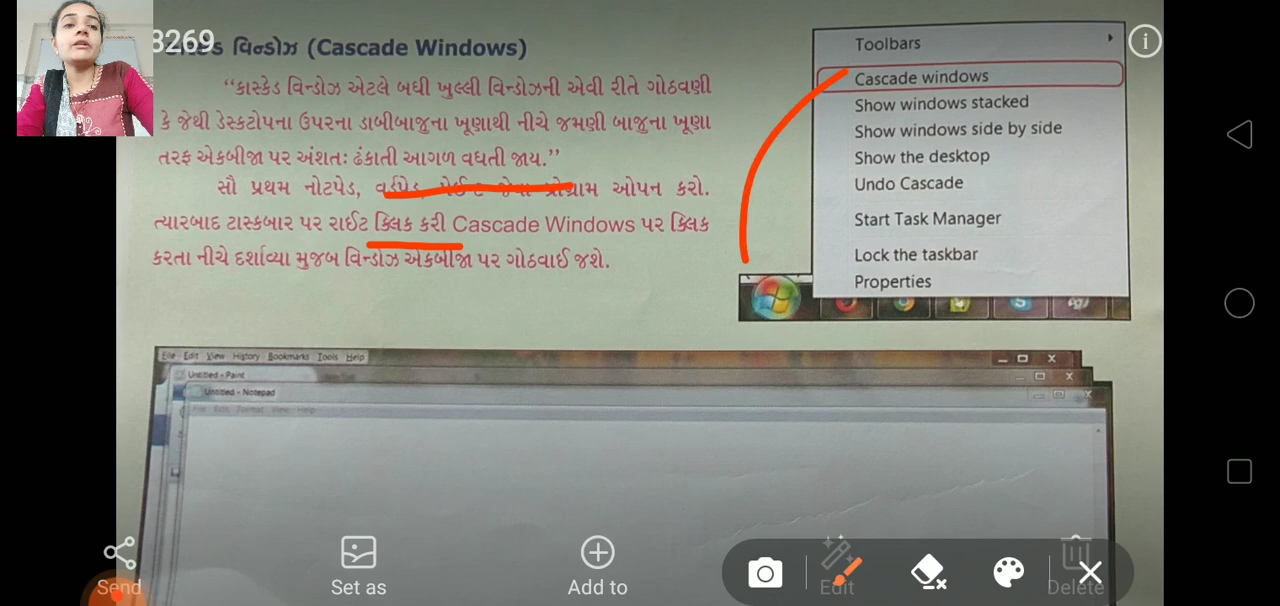 8269
વિન્ડોઝ (Cascade Windows)
“કાસ્કેડ વિન્ડોઝ એટલે બધી ખુલ્લી વિન્ડોઝની એવી રીતે ગોઠવણી
કે જેથી ડેસ્કટોપના ઉપરના ડાબીબાજુના ખૂણાથી નીચે જમણી બાજુના ખૂણા
તરફ એકબીજા પર અંશતઃ ઢંકાતી આગળ વધતી જાય.”
સૌ પ્રથમ નોટપેડ, વર્ડપેડ, પેઈન્ટ જેવા પ્રોગ્રામ ઓપન કરો.
ત્યારબાદ ટાસ્કબાર પર રાઈટ ક્લિક કરી Cascade Windows પર ક્લિક
કરતા નીચે દર્શાવ્યા મુજબ વિન્ડોઝ એકબીજા પર ગોઠવાઈ જશે.
Toolbars
Cascade windows
Show windows stacked
Show windows side by side
Show the desktop
Undo Cascade
Start Task Manager
Lock the taskbar
Properties
File Edit View History Bookmarks Tools Help
Untitled - Paint
Untitled - Notepad
File Edit Format View Help
Send
Set as
Add to
Edit
Delete